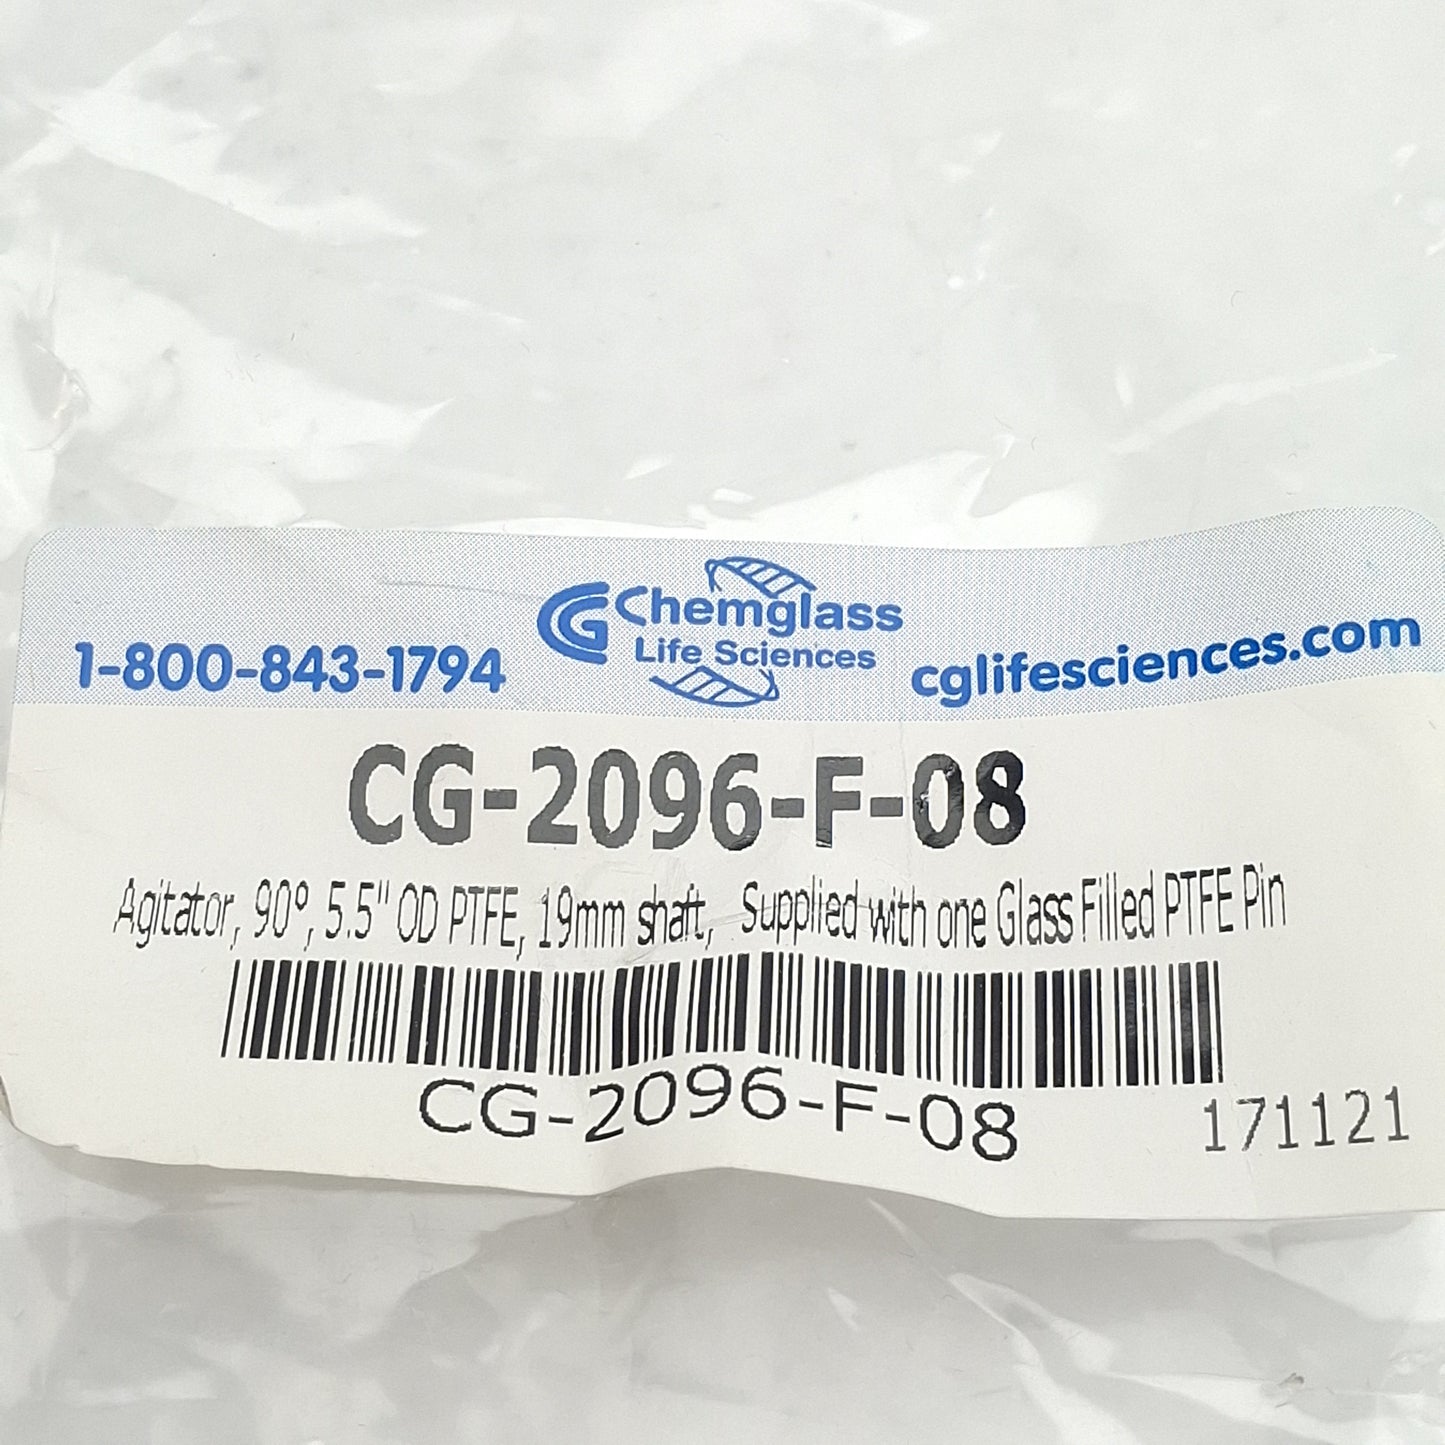 1-800-843-1794
CG Chemglass
Life Sciences
cglifesciences.com
CG-2096-F-08
Agitator, 90°, 5.5" OD PTFE, 19mm shaft, Supplied with one Glass Filled PTFE Pin
CG-2096-F-08
171121